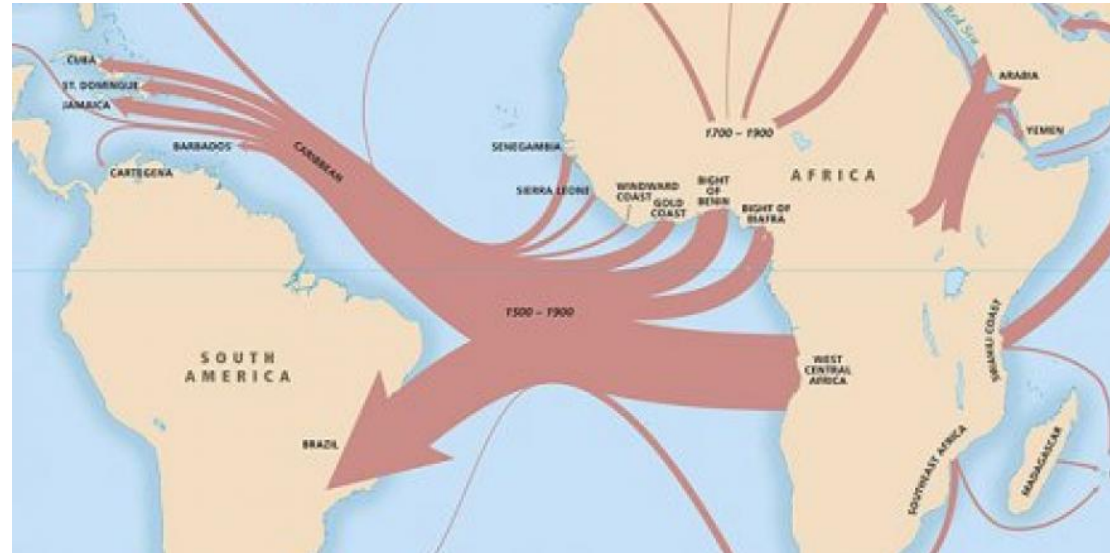 Red Sea
CUBA
ST. DOMINGUE
JAMAICA
BARBADOS
CARTEGENA
CARIBBEAN
SENEGAMBIA
SIERRA LEONE
WINDWARD
COAST
GOLD
COAST
BIGHT
OF
BENIN
BIGHT OF
BIAFRA
1700 – 1900
AFRICA
ARABIA
YEMEN
1500 – 1900
SOUTH
AMERICA
BRAZIL
WEST
CENTRAL
AFRICA
SWAHILI COAST
SOUTHEAST AFRICA
MADAGASCAR